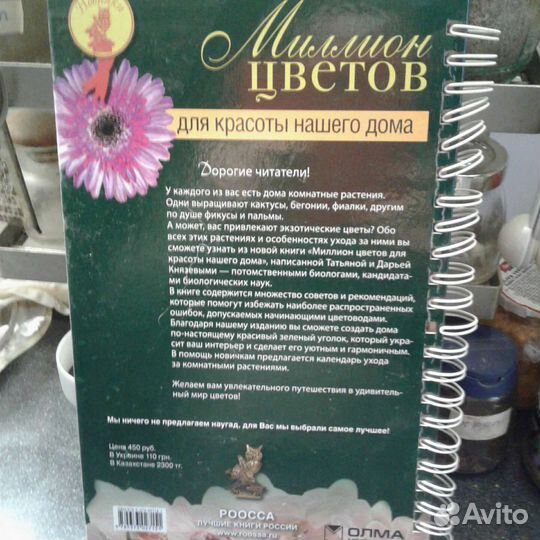 Миллион
ЦВЕТОВ
для красоты нашего дома
Дорогие читатели!
У каждого из вас есть дома комнатные растения.
Одни выращивают кактусы, бегонии, фиалки, другим
по душе фикусы и пальмы.
А может, вас привлекают экзотические цветы? Обо
всех этих растениях и особенностях ухода за ними вы
сможете узнать из новой книги «Миллион цветов для
красоты нашего дома», написанной Татьяной и Дарьей
Князевыми — потомственными биологами, кандидата-
ми биологических наук.
В книге содержится множество советов и рекомендаций,
которые помогут избежать наиболее распространенных
ошибок, допускаемых начинающими цветоводами.
Благодаря нашему изданию вы сможете создать дома
по-настоящему красивый зеленый уголок, который укра-
сит ваш интерьер и сделает его уютным и гармоничным.
В помощь новичкам предлагается календарь ухода
за комнатными растениями.
Желаем вам увлекательного путешествия в удивитель-
ный мир цветов!
Мы ничего не предлагаем наугад, для Вас мы выбрали самое лучшее!
Цена 450 руб.
В Украине 110 грн.
В Казахстане 2300 тг.
РООССА
ЛУЧШИЕ КНИГИ РОССИИ
www.roossa.ru
ОЛМА
Avito